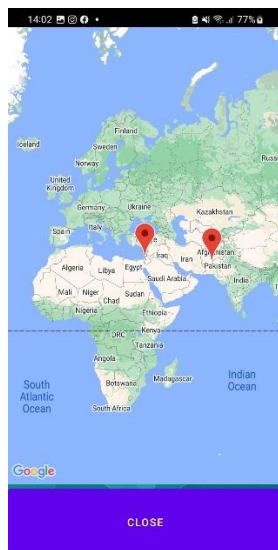 14:02
77%
Iceland
Finland
Sweden
Norway
Russia
United
Kingdom
Ukraine
Germany
Kazakhstan
Italy
Spain
Iraq
Iran
Afghanistan
Pakistan
Algeria
Libya
Egypt
Saudi Arabia
India
Mali
Niger
Sudan
Chad
Nigeria
Ethiopia
DRC
Kenya
Tanzania
Angola
Botswana
Madagascar
South
Atlantic
Ocean
Indian
Ocean
South Africa
Google
CLOSE